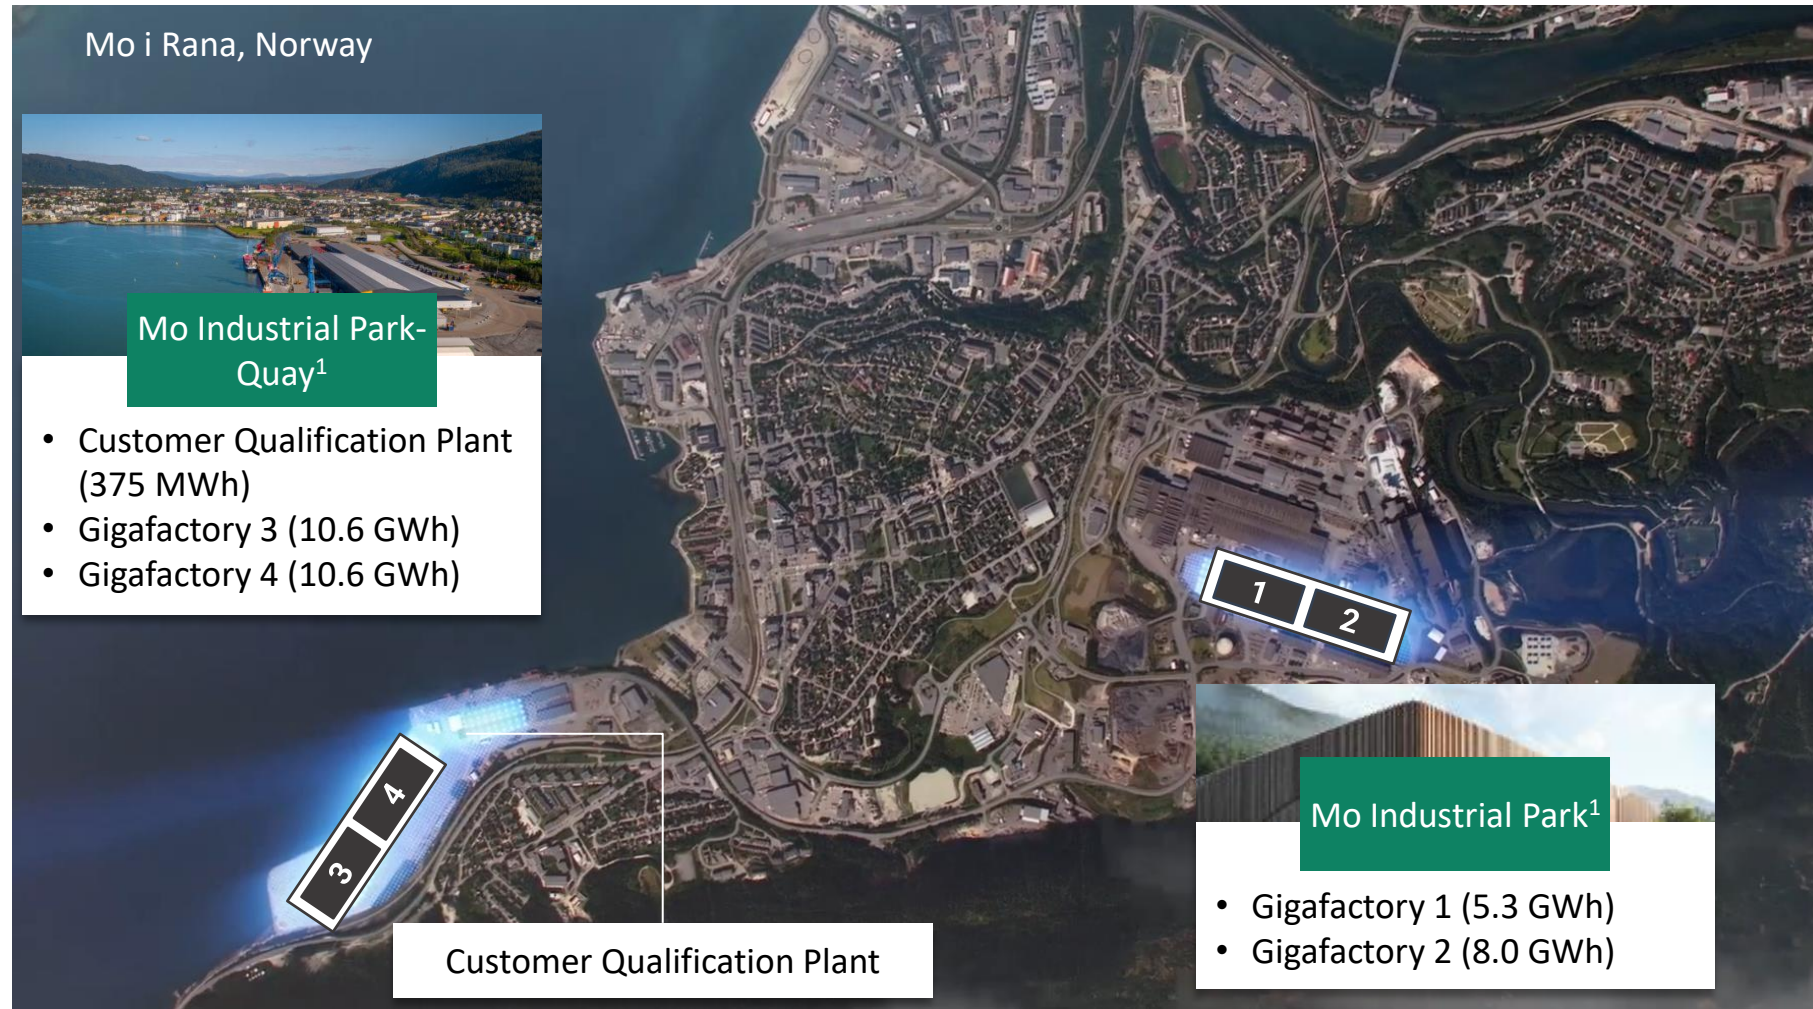 Mo i Rana, Norway
Mo Industrial Park-
Quay¹
• Customer Qualification Plant
(375 MWh)
• Gigafactory 3 (10.6 GWh)
• Gigafactory 4 (10.6 GWh)
1
2
4
3
Customer Qualification Plant
Mo Industrial Park¹
• Gigafactory 1 (5.3 GWh)
• Gigafactory 2 (8.0 GWh)